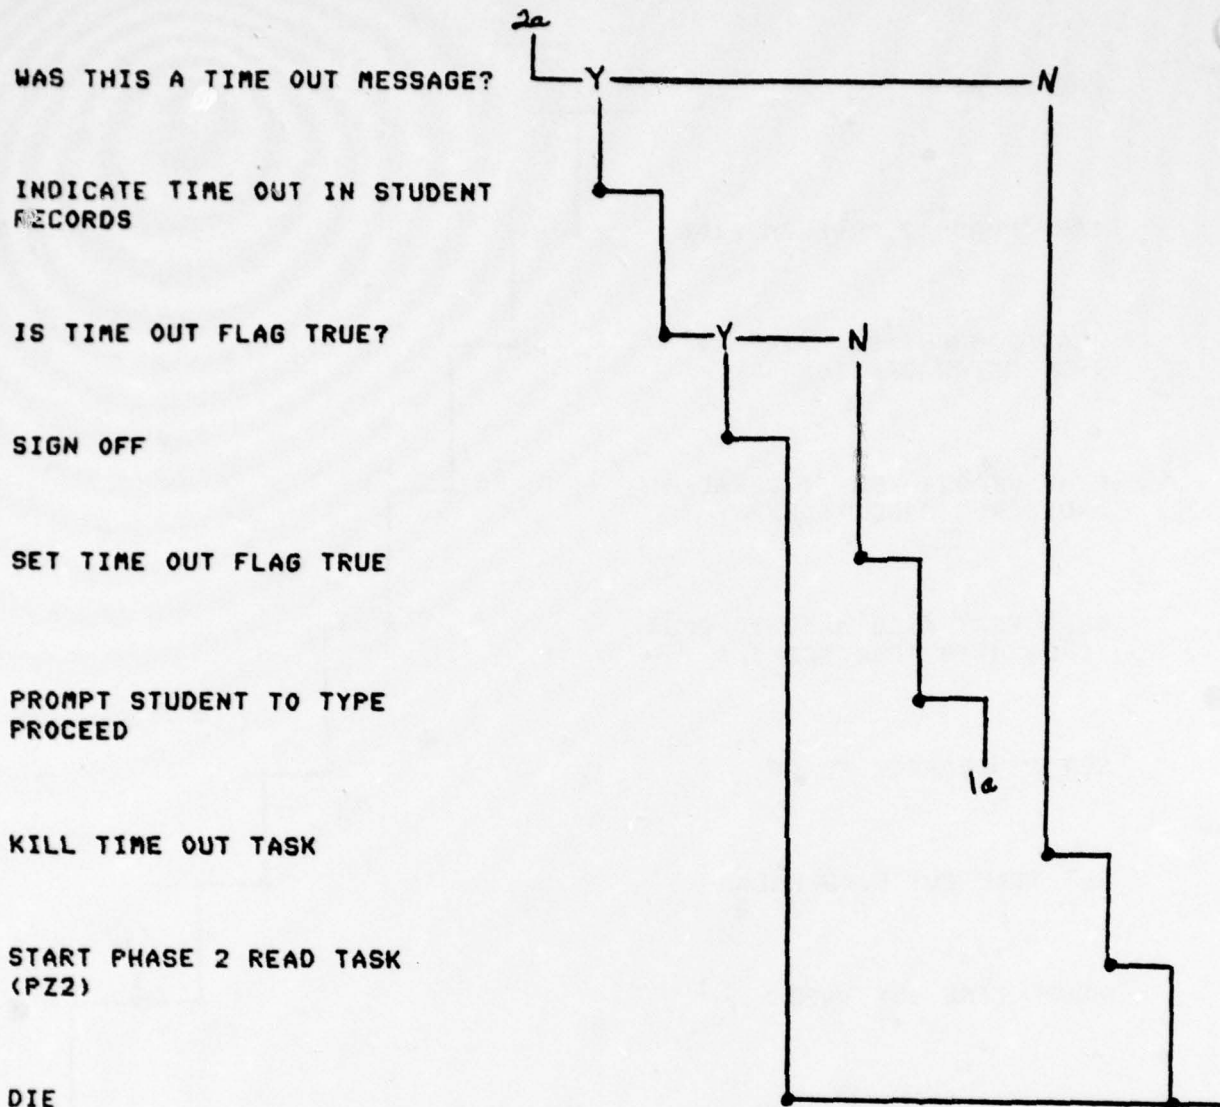 2a
WAS THIS A TIME OUT MESSAGE? Y N
INDICATE TIME OUT IN STUDENT
RECORDS
IS TIME OUT FLAG TRUE? Y N
SIGN OFF
SET TIME OUT FLAG TRUE
PROMPT STUDENT TO TYPE
PROCEED
1a
KILL TIME OUT TASK
START PHASE 2 READ TASK
(PZ2)
DIE